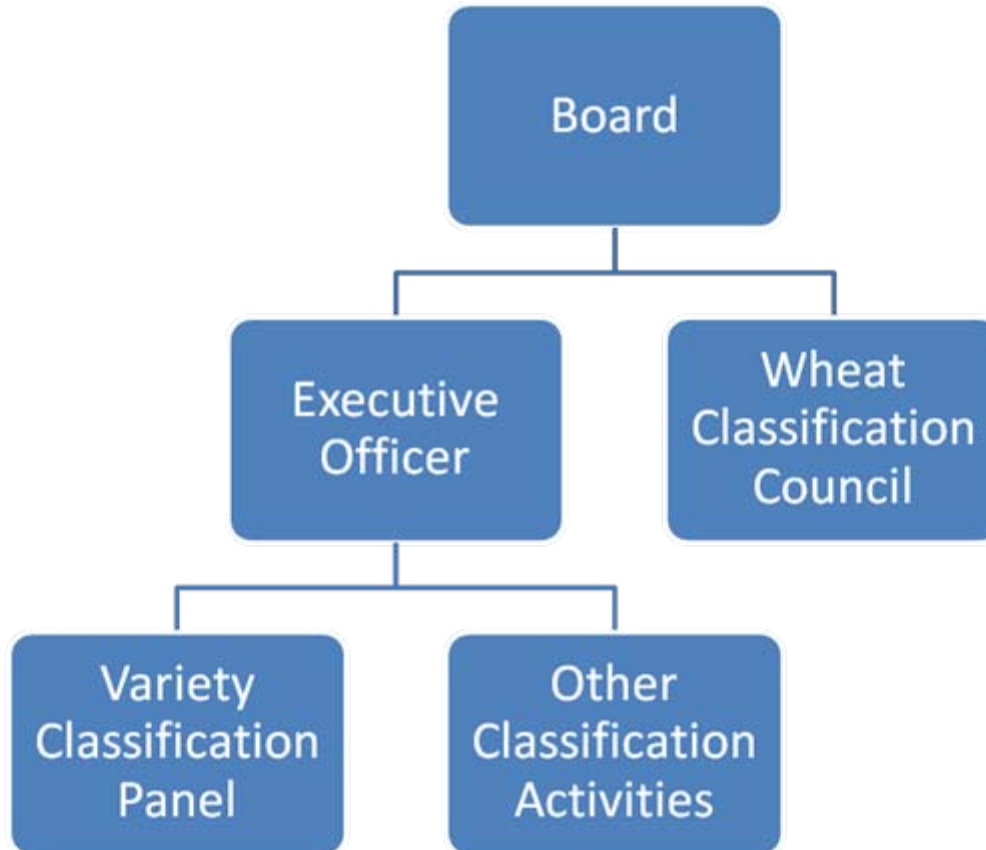 Board
Executive
Officer
Wheat
Classification
Council
Variety
Classification
Panel
Other
Classification
Activities